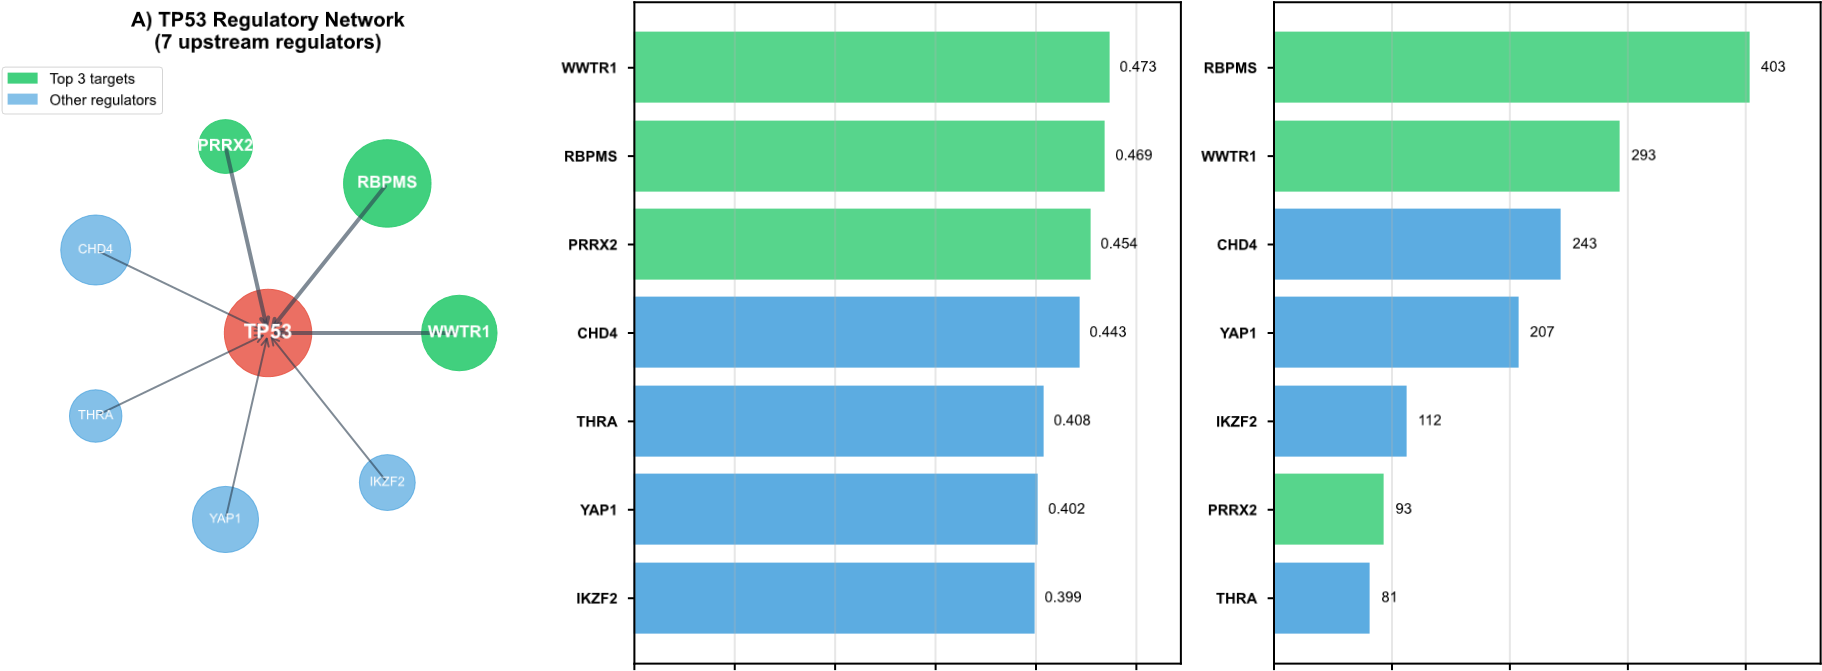 A) TP53 Regulatory Network
(7 upstream regulators)
Top 3 targets
Other regulators
PRRX2
RBPMS
CHD4
TP53
WWTR1
THRA
IKZF2
YAP1
WWTR1 0.473
RBPMS 0.469
PRRX2 0.454
CHD4 0.443
THRA 0.408
YAP1 0.402
IKZF2 0.399
RBPMS 403
WWTR1 293
CHD4 243
YAP1 207
IKZF2 112
PRRX2 93
THRA 81